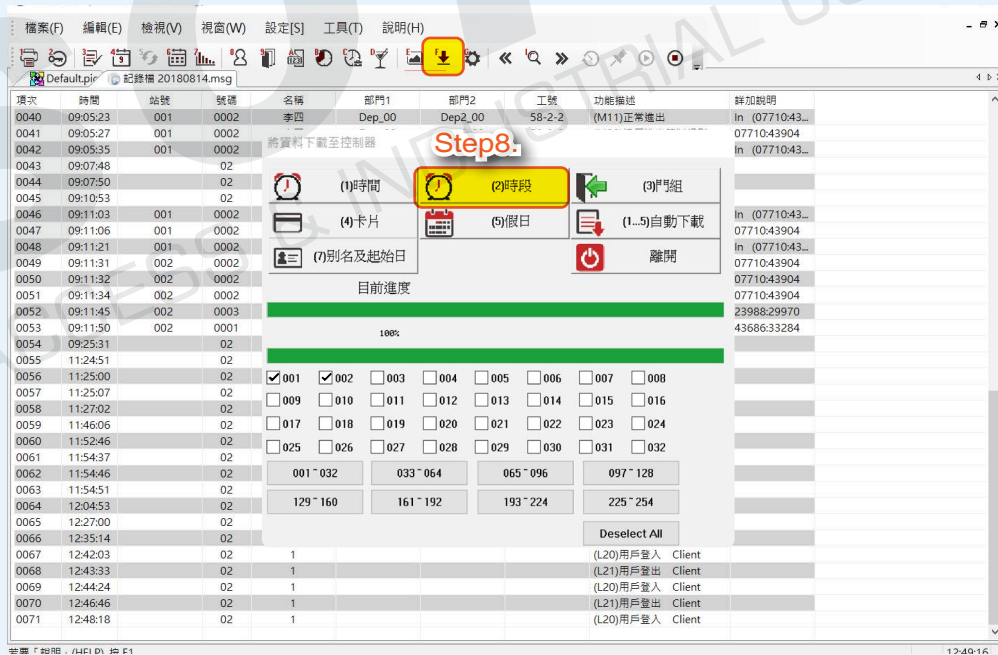 檔案(F) 編輯(E) 檢視(V) 視窗(W) 設定[S] 工具(T) 說明(H)
Default.pic 記錄檔 20180814.msg
項次 時間 站號 號碼 名稱 部門1 部門2 工號 功能描述 詳加說明
0040 09:05:23 001 0002 李四 Dep_00 Dep2_00 58-2-2 (M11)正常進出 In (07710:43...
0041 09:05:27 001 0002 07710:43904
0042 09:05:35 001 0002 In (07710:43...
將資料下載至控制器
Step8.
0043 09:07:48 02
0044 09:07:50 02
0045 09:10:53 02
(1)時間 (2)時段 (3)門組
0046 09:11:03 001 0002 In (07710:43...
0047 09:11:06 001 0002 07710:43904
0048 09:11:21 001 0002 In (07710:43...
(4)卡片 (5)假日 (1...5)自動下載
0049 09:11:31 002 0002 07710:43904
0050 09:11:32 002 0002 07710:43904
(7)別名及起始日 離開
0051 09:11:34 002 0002 07710:43904
目前進度
0052 09:11:45 002 0003 23988:29970
0053 09:11:50 002 0001 43686:33284
100%
0054 09:25:31 02
0055 11:24:51 02
0056 11:25:00 02
001 002 003 004 005 006 007 008
0057 11:25:07 02
009 010 011 012 013 014 015 016
0058 11:27:02 02
0059 11:46:06 02
017 018 019 020 021 022 023 024
0060 11:52:46 02
025 026 027 028 029 030 031 032
0061 11:54:37 02
0062 11:54:46 02
001~032 033~064 065~096 097~128
0063 11:54:51 02
0064 12:04:53 02
129~160 161~192 193~224 225~254
0065 12:27:00 02
0066 12:35:14 02
Deselect All
0067 12:42:03 02 1 (L20)用戶登入 Client
0068 12:43:33 02 1 (L21)用戶登出 Client
0069 12:44:24 02 1 (L20)用戶登入 Client
0070 12:46:46 02 1 (L21)用戶登出 Client
0071 12:48:18 02 1 (L20)用戶登入 Client
若要「說明」(HELP), 按 F1 12:49:16